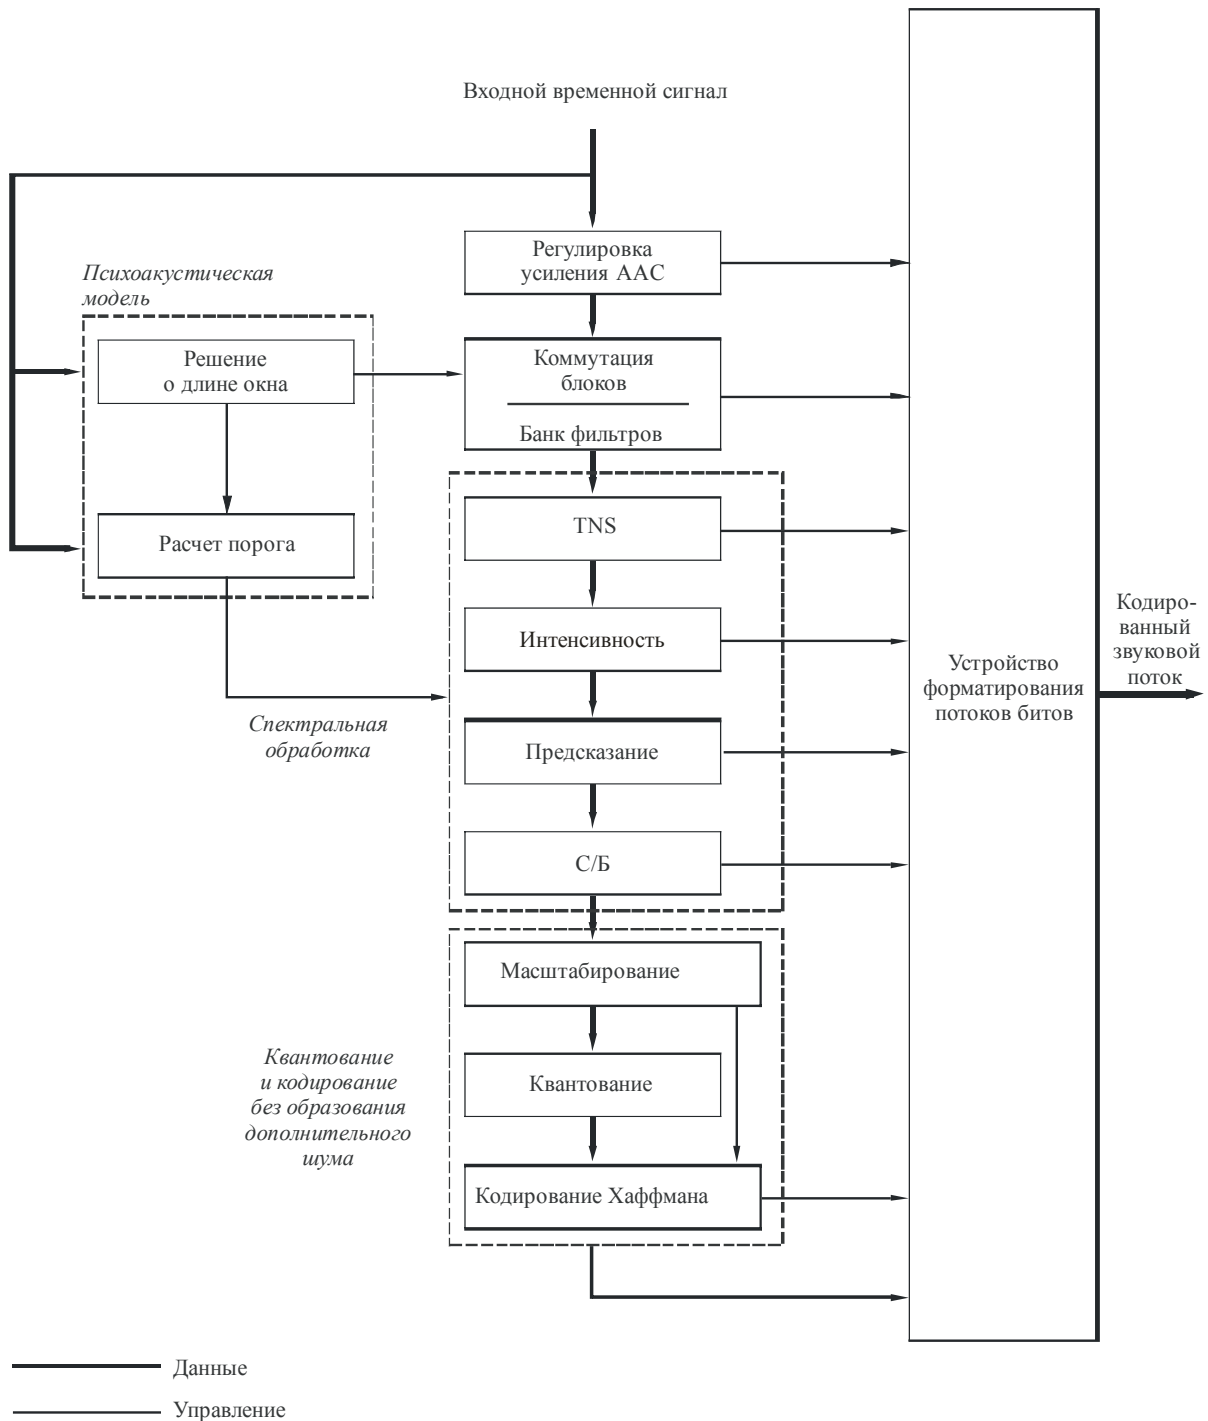 Входной временной сигнал
Регулировка
усиления ААС
Психоакустическая
модель
Решение
о длине окна
Коммутация
блоков
Банк фильтров
TNS
Расчет порога
Интенсивность
Спектральная
обработка
Предсказание
С/Б
Масштабирование
Квантование
и кодирование
без образования
дополнительного
шума
Квантование
Кодирование Хаффмана
Устройство
форматирования
потоков битов
Кодиро-
ванный
звуковой
поток
Данные
Управление